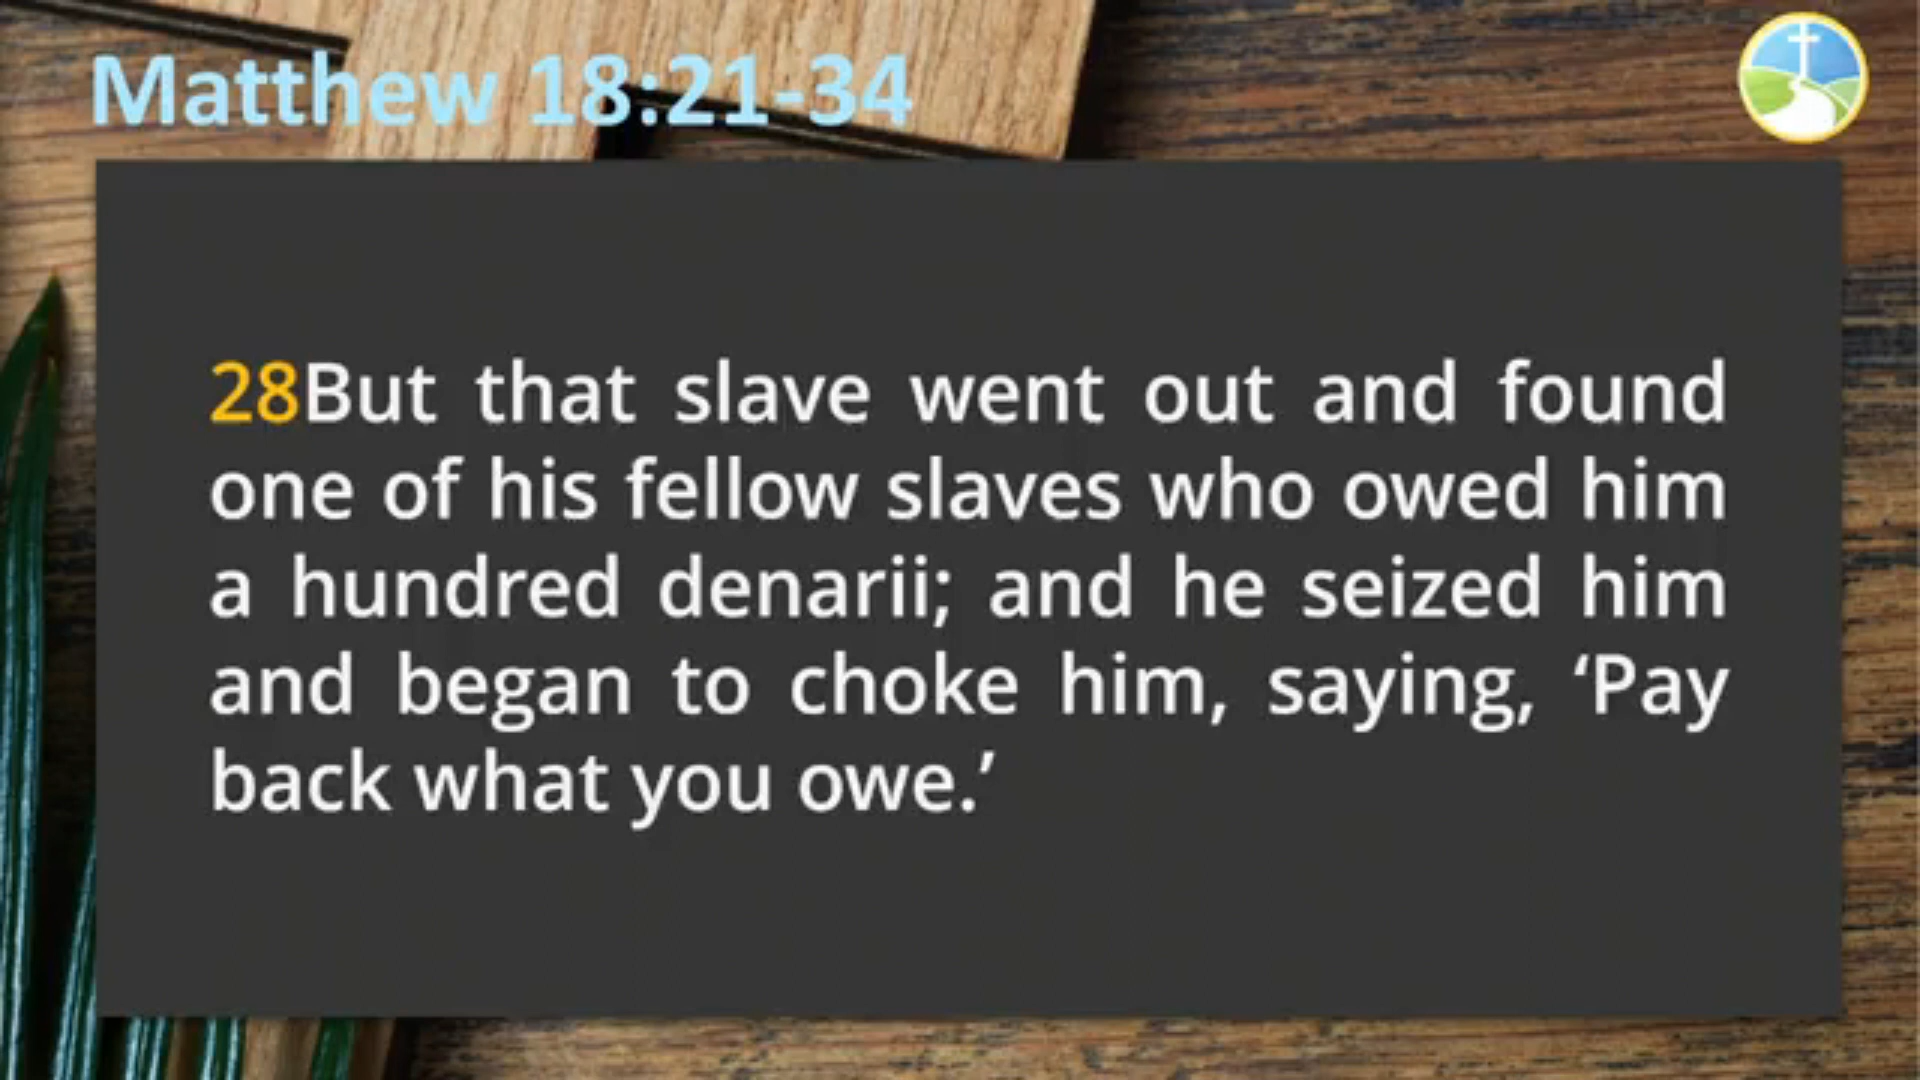 Matthew 18:21-34
28But that slave went out and found
one of his fellow slaves who owed him
a hundred denarii; and he seized him
and began to choke him, saying, ‘Pay
back what you owe.’